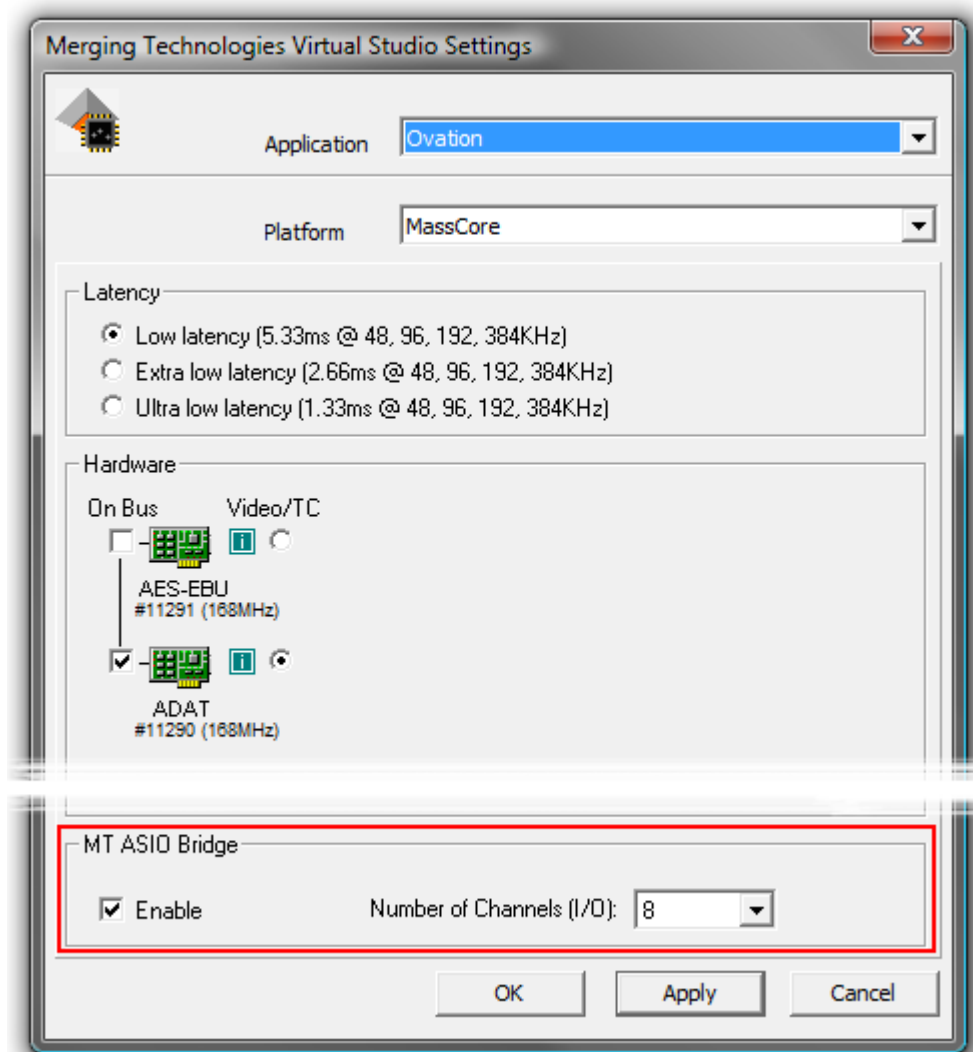 Merging Technologies Virtual Studio Settings
Application Ovation
Platform MassCore
Latency
Low latency (5.33ms @ 48, 96, 192, 384KHz)
Extra low latency (2.66ms @ 48, 96, 192, 384KHz)
Ultra low latency (1.33ms @ 48, 96, 192, 384KHz)
Hardware
On Bus Video/TC
i
AES-EBU
#11291 (168MHz)
i
ADAT
#11290 (168MHz)
MT ASIO Bridge
Enable Number of Channels (I/O): 8
OK Apply Cancel